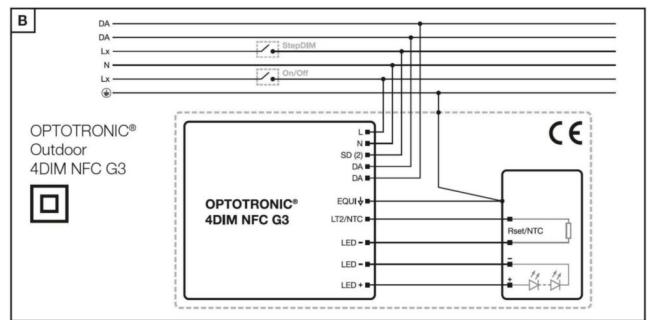 B
DA
DA
Lx
StepDIM
N
Lx
On/Off
OPTOTRONIC®
Outdoor
4DIM NFC G3
CE
L
N
SD (2)
DA
DA
OPTOTRONIC®
4DIM NFC G3
EQUI
LT2/NTC
LED -
LED -
LED +
Rset/NTC
-
+